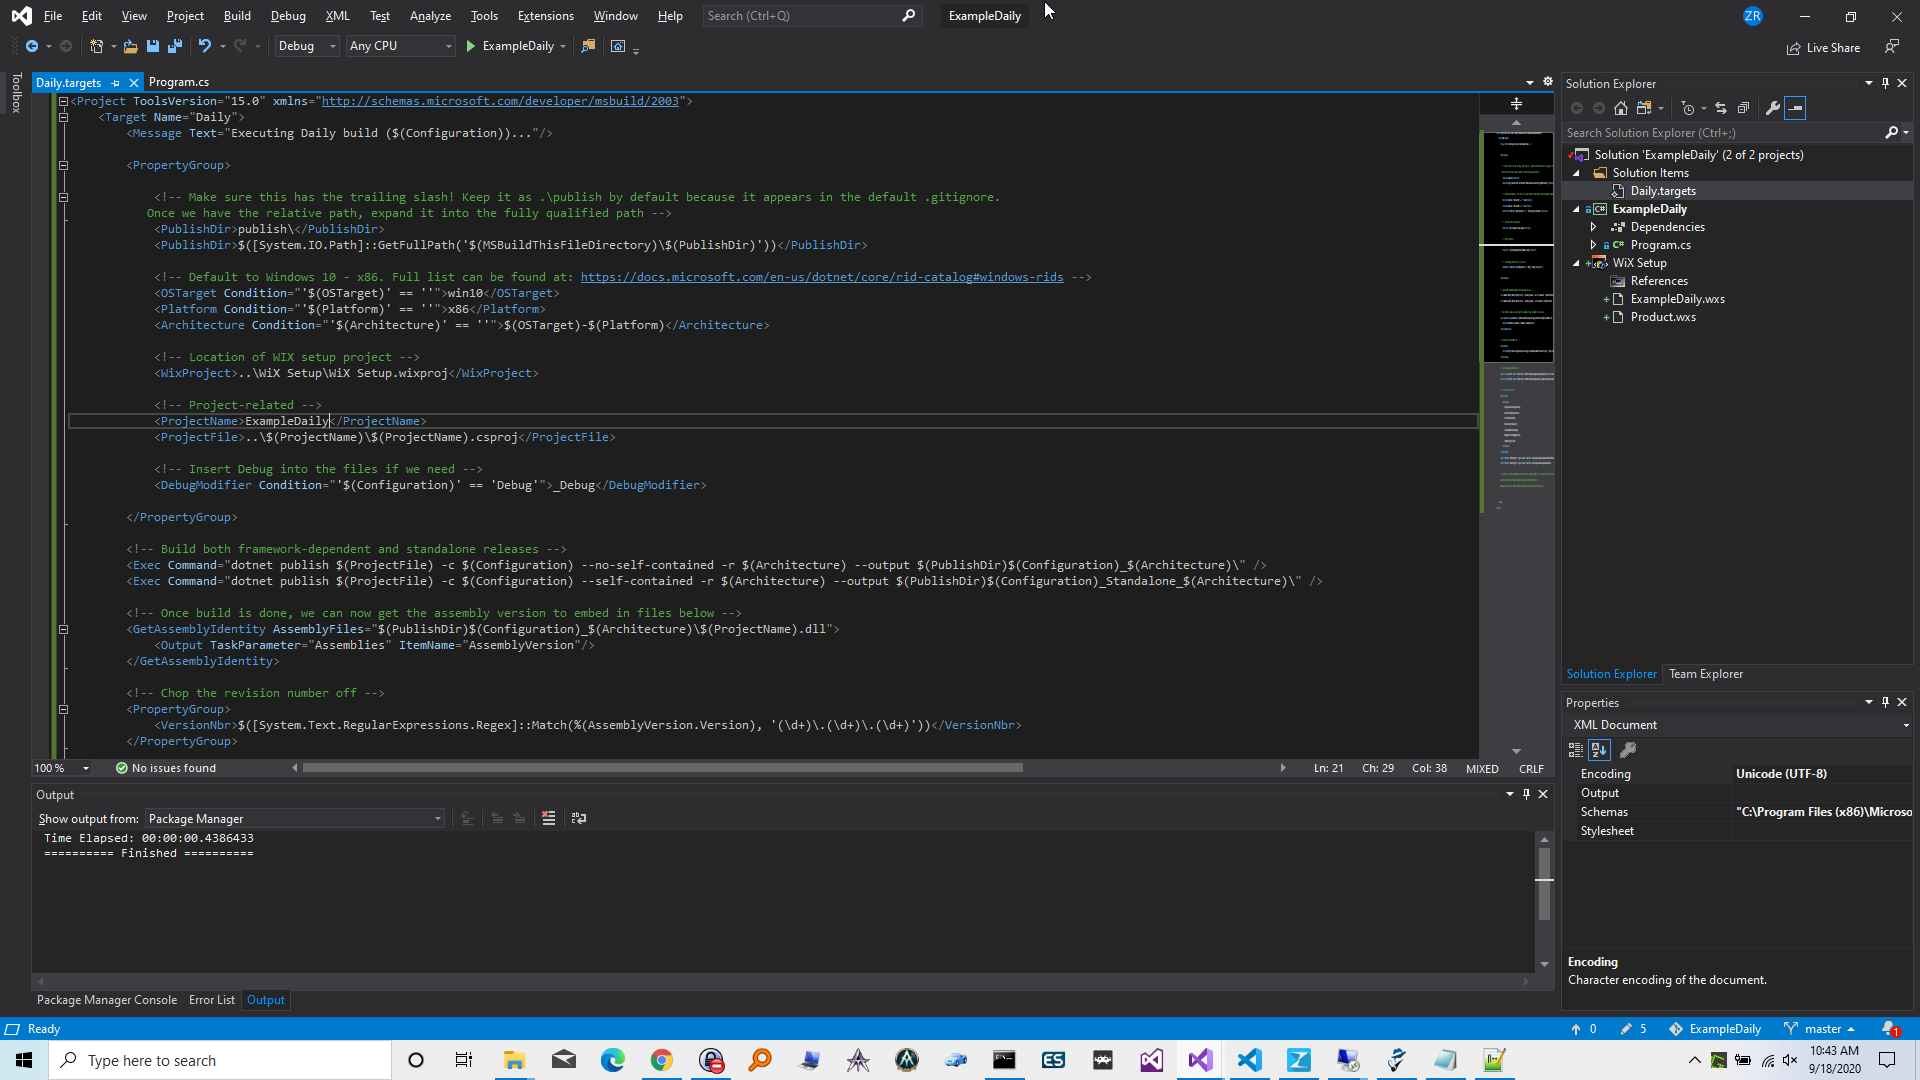 File Edit View Project Build Debug XML Test Analyze Tools Extensions Window Help Search (Ctrl+Q) ExampleDaily ZR
Debug Any CPU ExampleDaily Live Share
Toolbox
Daily.targets Program.cs
<Project ToolsVersion="15.0" xmlns="http://schemas.microsoft.com/developer/msbuild/2003">
<Target Name="Daily">
<Message Text="Executing Daily build ($(Configuration))..."/>
<PropertyGroup>
<!-- Make sure this has the trailing slash! Keep it as .\publish by default because it appears in the default .gitignore.
Once we have the relative path, expand it into the fully qualified path -->
<PublishDir>publish\</PublishDir>
<PublishDir>$([System.IO.Path]::GetFullPath('$(MSBuildThisFileDirectory)\$(PublishDir)'))</PublishDir>
<!-- Default to Windows 10 - x86. Full list can be found at: https://docs.microsoft.com/en-us/dotnet/core/rid-catalog#windows-rids -->
<OSTarget Condition="'$(OSTarget)' == ''">win10</OSTarget>
<Platform Condition="'$(Platform)' == ''">x86</Platform>
<Architecture Condition="'$(Architecture)' == ''">$(OSTarget)-$(Platform)</Architecture>
<!-- Location of WIX setup project -->
<WixProject>..\WiX Setup\WiX Setup.wixproj</WixProject>
<!-- Project-related -->
<ProjectName>ExampleDaily</ProjectName>
<ProjectFile>..\$(ProjectName)\$(ProjectName).csproj</ProjectFile>
<!-- Insert Debug into the files if we need -->
<DebugModifier Condition="'$(Configuration)' == 'Debug'">_Debug</DebugModifier>
</PropertyGroup>
<!-- Build both framework-dependent and standalone releases -->
<Exec Command="dotnet publish $(ProjectFile) -c $(Configuration) --no-self-contained -r $(Architecture) --output $(PublishDir)$(Configuration)_$(Architecture)\" />
<Exec Command="dotnet publish $(ProjectFile) -c $(Configuration) --self-contained -r $(Architecture) --output $(PublishDir)$(Configuration)_Standalone_$(Architecture)\" />
<!-- Once build is done, we can now get the assembly version to embed in files below -->
<GetAssemblyIdentity AssemblyFiles="$(PublishDir)$(Configuration)_$(Architecture)\$(ProjectName).dll">
<Output TaskParameter="Assemblies" ItemName="AssemblyVersion"/>
</GetAssemblyIdentity>
<!-- Chop the revision number off -->
<PropertyGroup>
<VersionNbr>$([System.Text.RegularExpressions.Regex]::Match(%(AssemblyVersion.Version), '(\d+)\.(\d+)\.(\d+)'))</VersionNbr>
</PropertyGroup>
100 % No issues found Ln: 21 Ch: 29 Col: 38 MIXED CRLF
Output
Show output from: Package Manager
Time Elapsed: 00:00:00.4386433
========== Finished ==========
Package Manager Console Error List Output
Solution Explorer
Search Solution Explorer (Ctrl+;)
Solution 'ExampleDaily' (2 of 2 projects)
Solution Items
Daily.targets
C# ExampleDaily
Dependencies
C# Program.cs
WiX Setup
References
ExampleDaily.wxs
Product.wxs
Solution Explorer Team Explorer
Properties
XML Document
Encoding Unicode (UTF-8)
Output
Schemas "C:\Program Files (x86)\Microso
Stylesheet
Encoding
Character encoding of the document.
Ready 0 5 ExampleDaily master 1
Type here to search ES 10:43 AM
9/18/2020